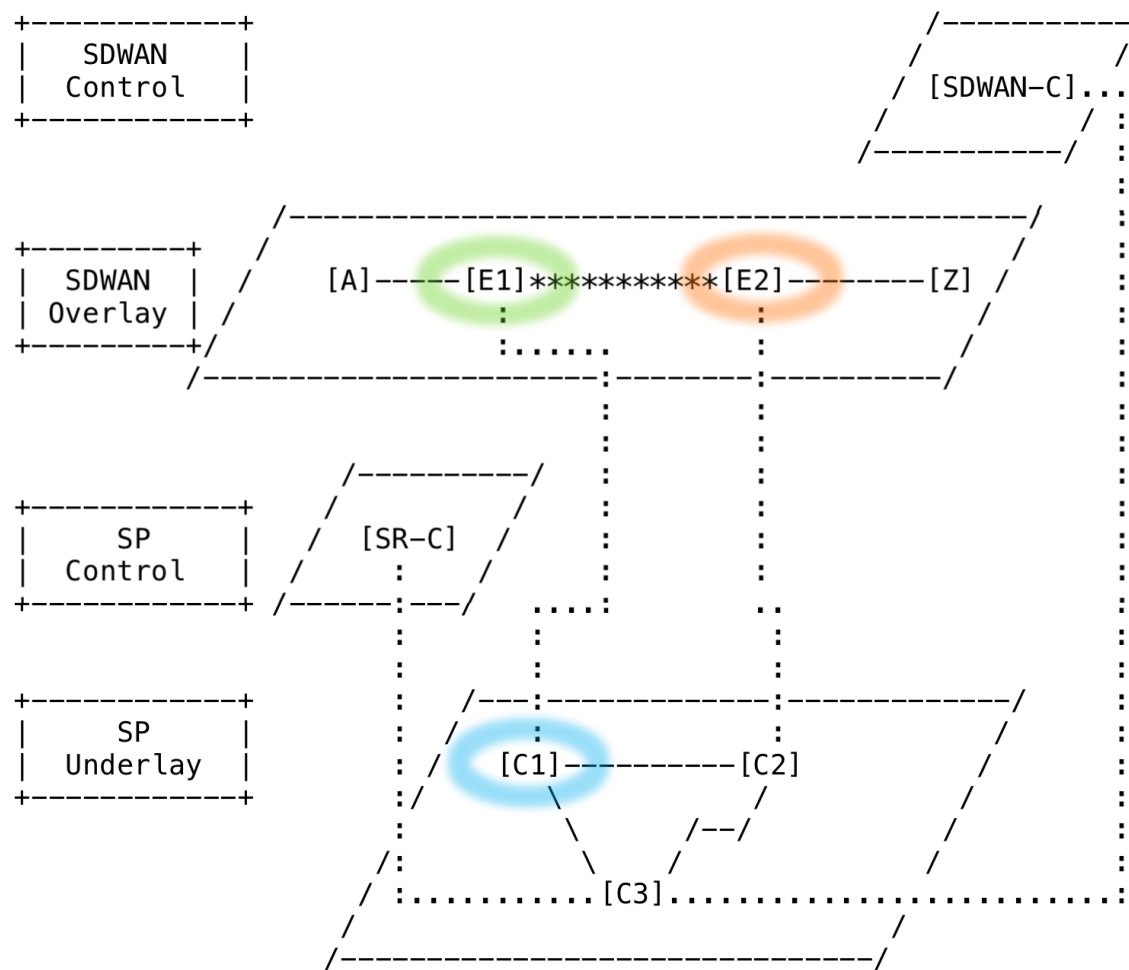 SDWAN
Control
[SDWAN-C]
SDWAN
Overlay
[A] [E1] [E2] [Z]
SP
Control
[SR-C]
SP
Underlay
[C1] [C2]
[C3]